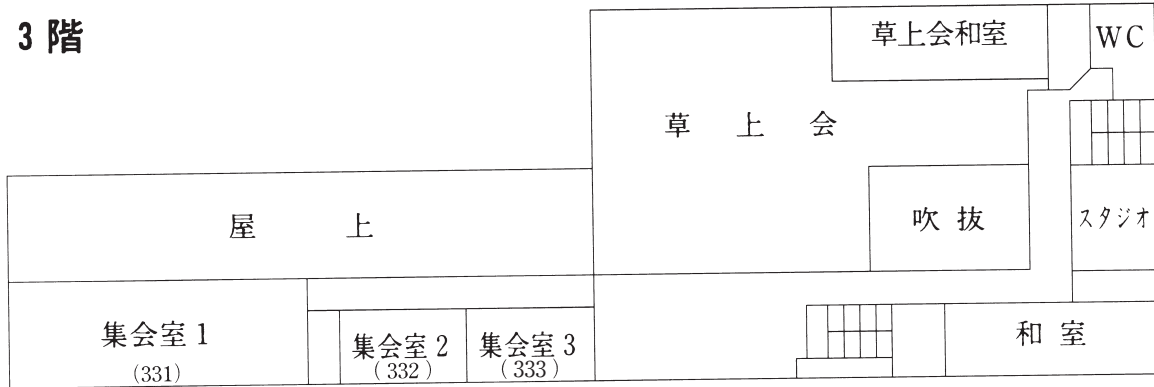 3階
草上会和室
WC
草上会
吹抜
スタジオ
屋上
集会室1
(331)
集会室2
(332)
集会室3
(333)
和室